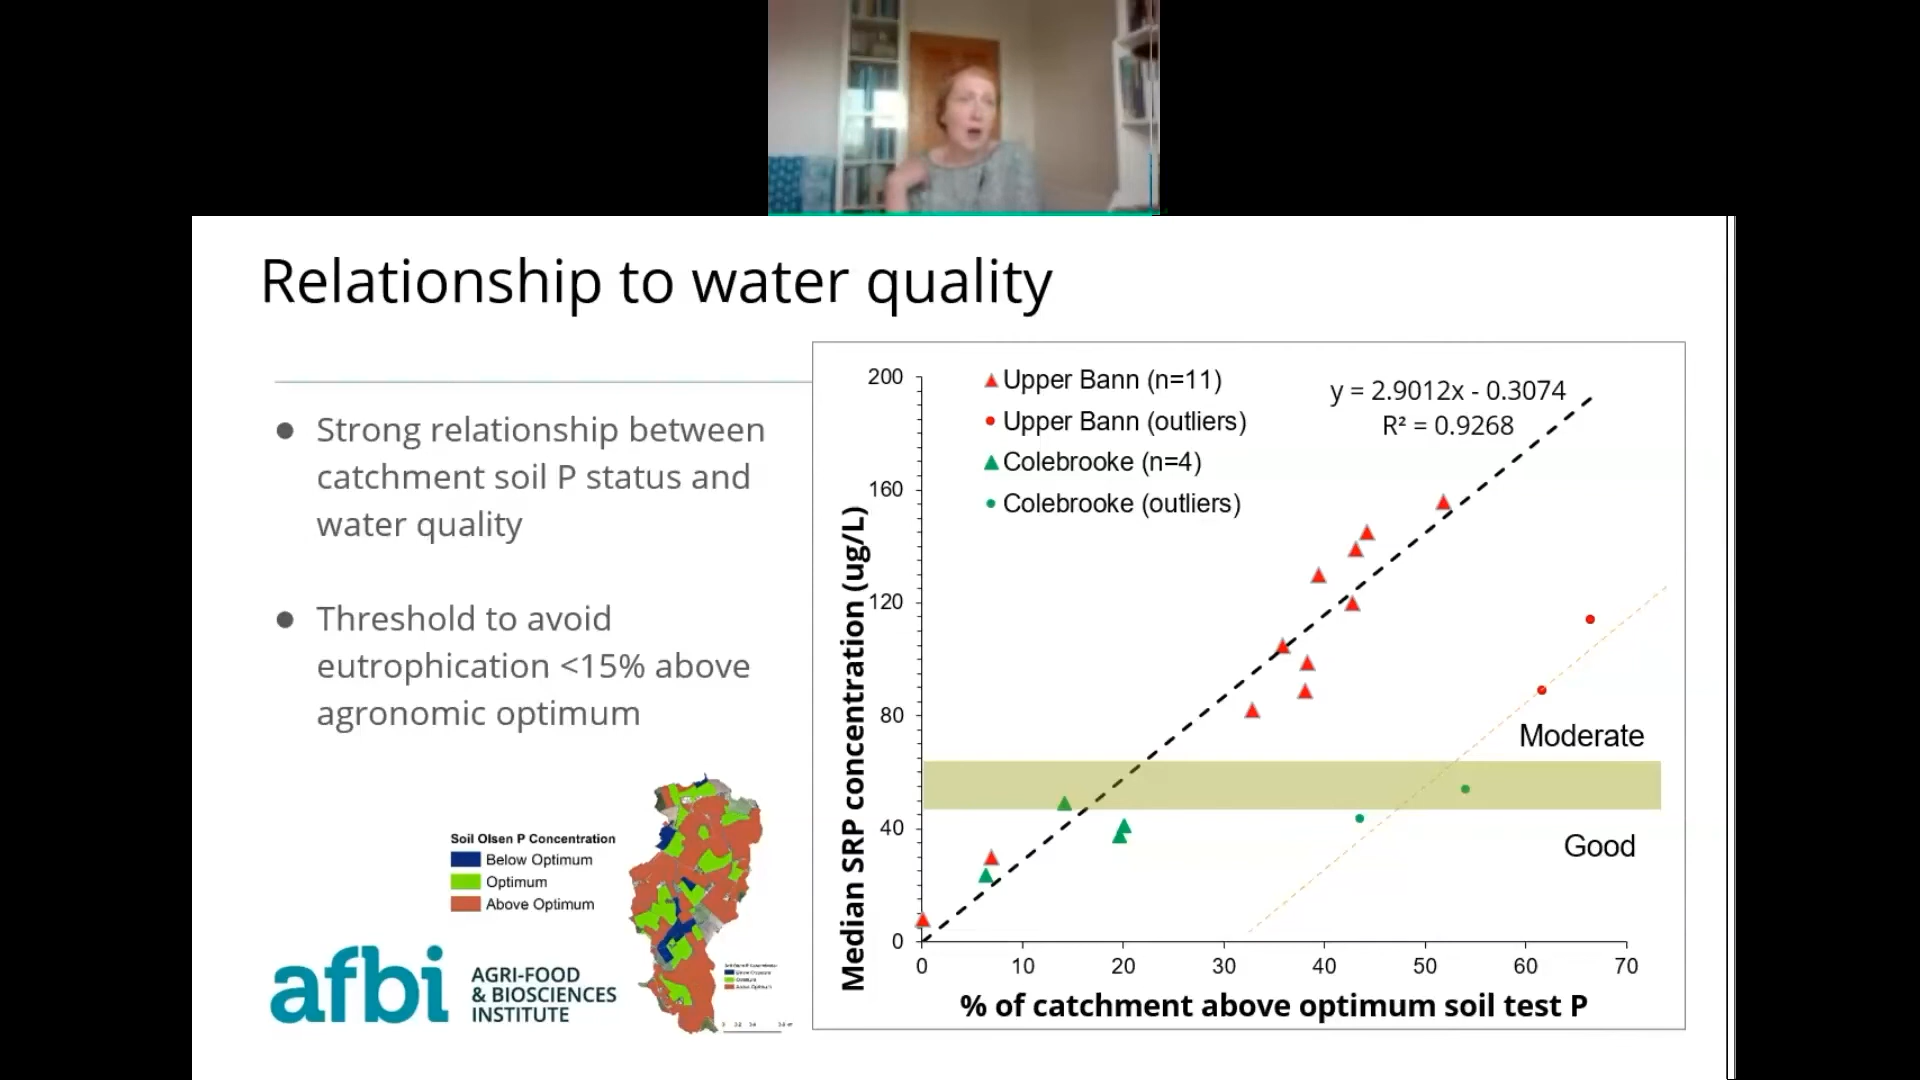 Relationship to water quality
● Strong relationship between
catchment soil P status and
water quality
● Threshold to avoid
eutrophication <15% above
agronomic optimum
Soil Olsen P Concentration
Below Optimum
Optimum
Above Optimum
afbi
AGRI-FOOD
& BIOSCIENCES
INSTITUTE
Upper Bann (n=11)
Upper Bann (outliers)
Colebrooke (n=4)
Colebrooke (outliers)
y = 2.9012x - 0.3074
R² = 0.9268
Median SRP concentration (ug/L)
200
160
120
80
40
0
Moderate
Good
0 10 20 30 40 50 60 70
% of catchment above optimum soil test P